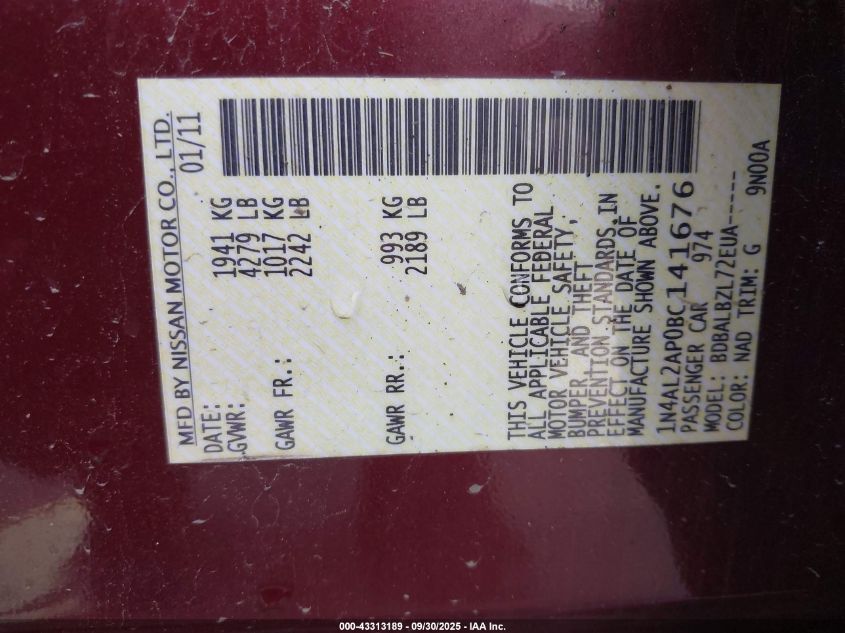 MFD BY NISSAN MOTOR CO., LTD.
DATE: 01/11
GVWR: 1941 KG
4279 LB
GAWR FR.: 1017 KG
2242 LB
GAWR RR.: 993 KG
2189 LB
THIS VEHICLE CONFORMS TO
ALL APPLICABLE FEDERAL
MOTOR VEHICLE SAFETY,
BUMPER, AND THEFT
PREVENTION STANDARDS IN
EFFECT ON THE DATE OF
MANUFACTURE SHOWN ABOVE.
1N4AL2AP0BC141676
PASSENGER CAR 974
MODEL: BDBALBZL72EUA-----
COLOR: NAD TRIM: G 9N00A
000-43313189 - 09/30/2025 - IAA Inc.